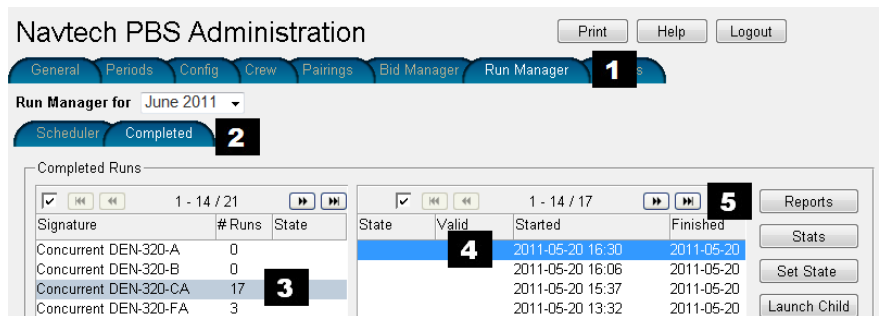 Navtech PBS Administration Print Help Logout
General Periods Config Crew Pairings Bid Manager Run Manager 1
Run Manager for June 2011
Scheduler Completed 2
Completed Runs
1 - 14 / 21 1 - 14 / 17 5 Reports
Signature # Runs State State Valid Started Finished
Stats
Concurrent DEN-320-A 0 4 2011-05-20 16:30 2011-05-20
Concurrent DEN-320-B 0 2011-05-20 16:06 2011-05-20 Set State
Concurrent DEN-320-CA 17 3 2011-05-20 15:37 2011-05-20
Concurrent DEN-320-FA 3 2011-05-20 13:32 2011-05-20 Launch Child